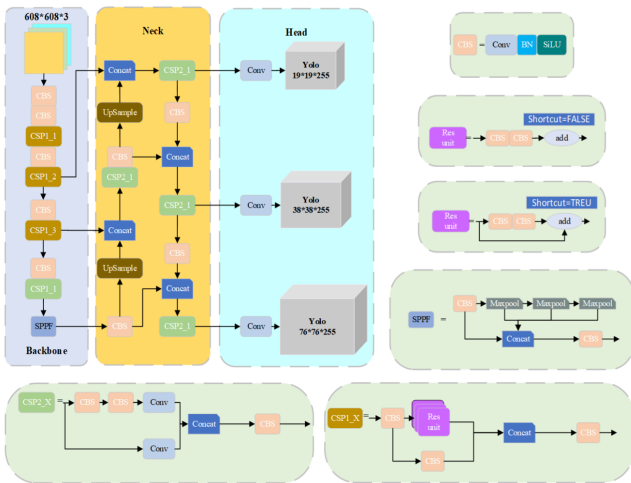 608*608*3
Neck
Head
CBS
CBS
CSP1_1
CBS
CSP1_2
CBS
CSP1_3
CBS
CSP1_1
SPPF
Backbone
Concat
UpSample
CBS
CSP2_1
Concat
UpSample
CBS
CSP2_1
CBS
Concat
CSP2_1
CBS
Concat
CSP2_1
Conv
Yolo
19*19*255
Conv
Yolo
38*38*255
Conv
Yolo
76*76*255
CBS = Conv BN SiLU
Shortcut=FALSE
Res
unit
= CBS CBS add
Shortcut=TREU
Res
unit
= CBS CBS add
SPPF = CBS Maxpool Maxpool Maxpool
Concat CBS
CSP2_X = CBS CBS Conv
Conv
Concat CBS
CSP1_X = CBS Res
unit
CBS
Concat CBS